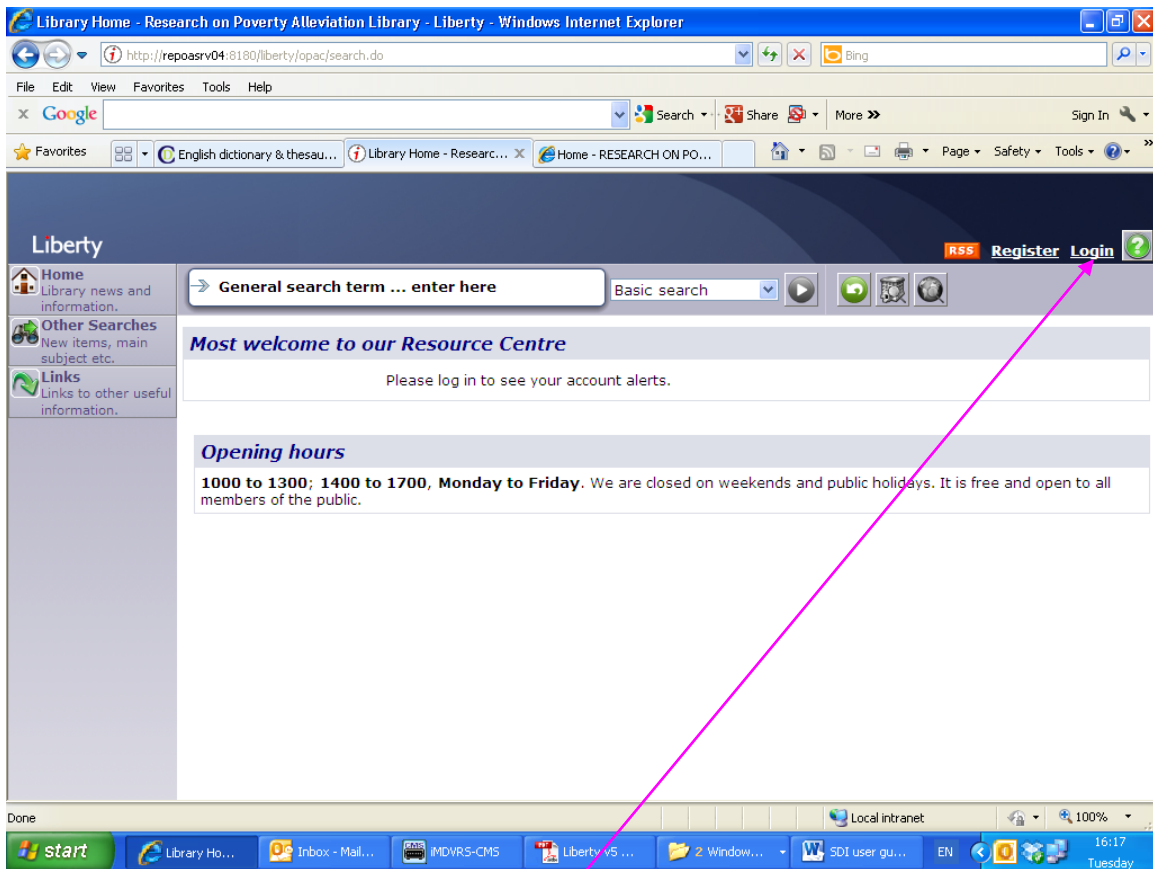 Library Home - Research on Poverty Alleviation Library - Liberty - Windows Internet Explorer
http://repoasrv04:8180/liberty/opac/search.do
Bing
File Edit View Favorites Tools Help
x Google Search Share More >> Sign In
Favorites English dictionary & thesau... Library Home - Researc... X Home - RESEARCH ON PO... Page Safety Tools >>
Liberty
RSS Register Login
Home
Library news and
information.
General search term ... enter here Basic search
Other Searches
New items, main
subject etc.
Links
Links to other useful
information.
Most welcome to our Resource Centre
Please log in to see your account alerts.
Opening hours
1000 to 1300; 1400 to 1700, Monday to Friday. We are closed on weekends and public holidays. It is free and open to all
members of the public.
Done Local intranet 100%
start Library Ho... Inbox - Mail... CMS iMDVRS-CMS Liberty v5 ... 2 Window... SDI user gu... EN 16:17
Tuesday